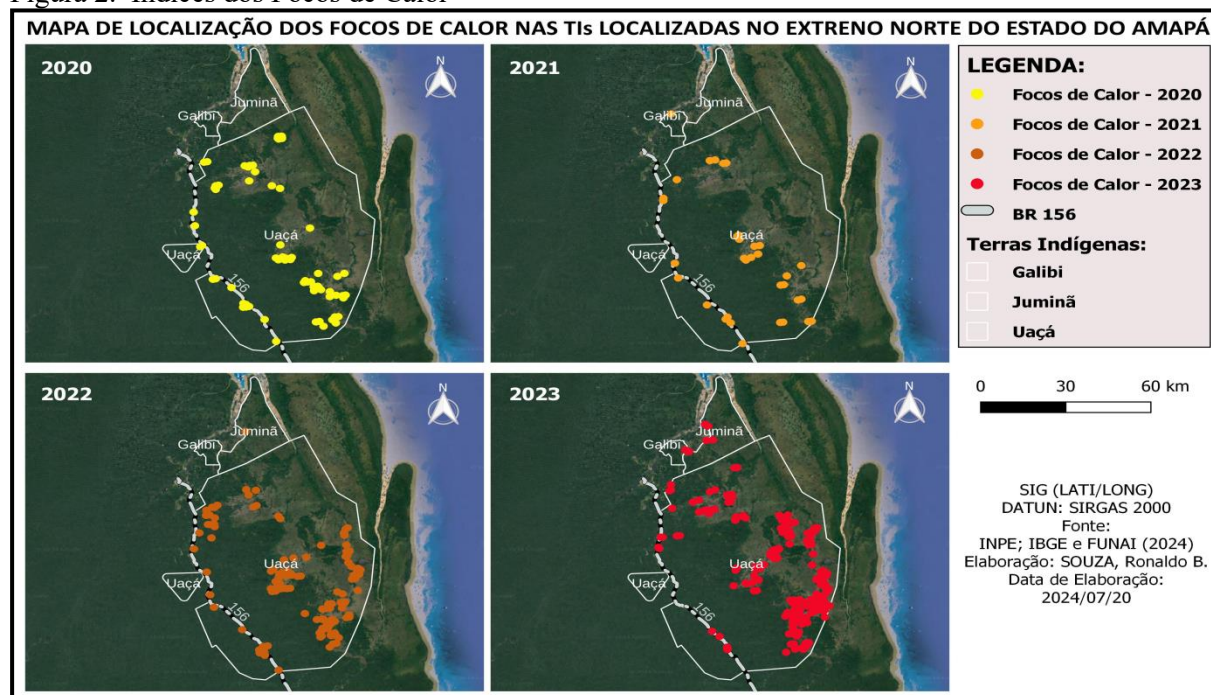 Figura 2: Índices dos Focos de Calor
MAPA DE LOCALIZAÇÃO DOS FOCOS DE CALOR NAS TIs LOCALIZADAS NO EXTRENO NORTE DO ESTADO DO AMAPÁ
2020
N
Juminã
Galibi
Uaçá
Uaçá
156
2021
N
Juminã
Galibi
Uaçá
Uaçá
156
2022
N
Juminã
Galibi
Uaçá
Uaçá
156
2023
N
Juminã
Galibi
Uaçá
Uaçá
156
LEGENDA:
Focos de Calor - 2020
Focos de Calor - 2021
Focos de Calor - 2022
Focos de Calor - 2023
BR 156
Terras Indígenas:
Galibi
Juminã
Uaçá
0 30 60 km
SIG (LATI/LONG)
DATUN: SIRGAS 2000
Fonte:
INPE; IBGE e FUNAI (2024)
Elaboração: SOUZA, Ronaldo B.
Data de Elaboração:
2024/07/20